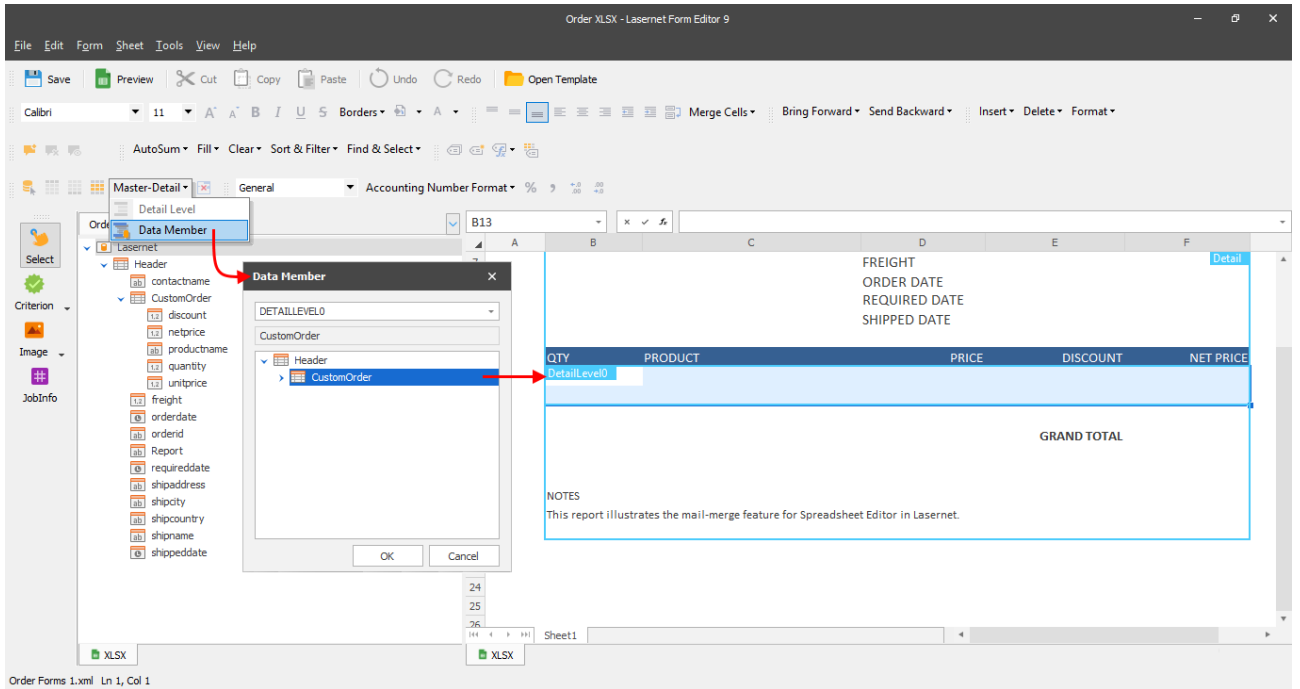 Order XLSX - Lasernet Form Editor 9
File Edit Form Sheet Tools View Help
Save Preview Cut Copy Paste Undo Redo Open Template
Calibri 11 A A B I U S Borders A Merge Cells Bring Forward Send Backward Insert Delete Format
AutoSum Fill Clear Sort & Filter Find & Select
Master-Detail General Accounting Number Format %
Detail Level
Data Member
B13
A B C D E F
Select
Criterion
Image
JobInfo
Lasernet
Header
contactname
CustomOrder
discount
netprice
productname
quantity
unitprice
freight
orderdate
orderid
Report
requireddate
shipaddress
shipcity
shipcountry
shipname
shippeddate
Data Member
DETAILLEVEL0
CustomOrder
Header
CustomOrder
OK Cancel
FREIGHT Detail
ORDER DATE
REQUIRED DATE
SHIPPED DATE
QTY PRODUCT PRICE DISCOUNT NET PRICE
DetailLevel0
GRAND TOTAL
NOTES
This report illustrates the mail-merge feature for Spreadsheet Editor in Lasernet.
24
25
26
Sheet1
XLSX XLSX
Order Forms 1.xml Ln 1, Col 1